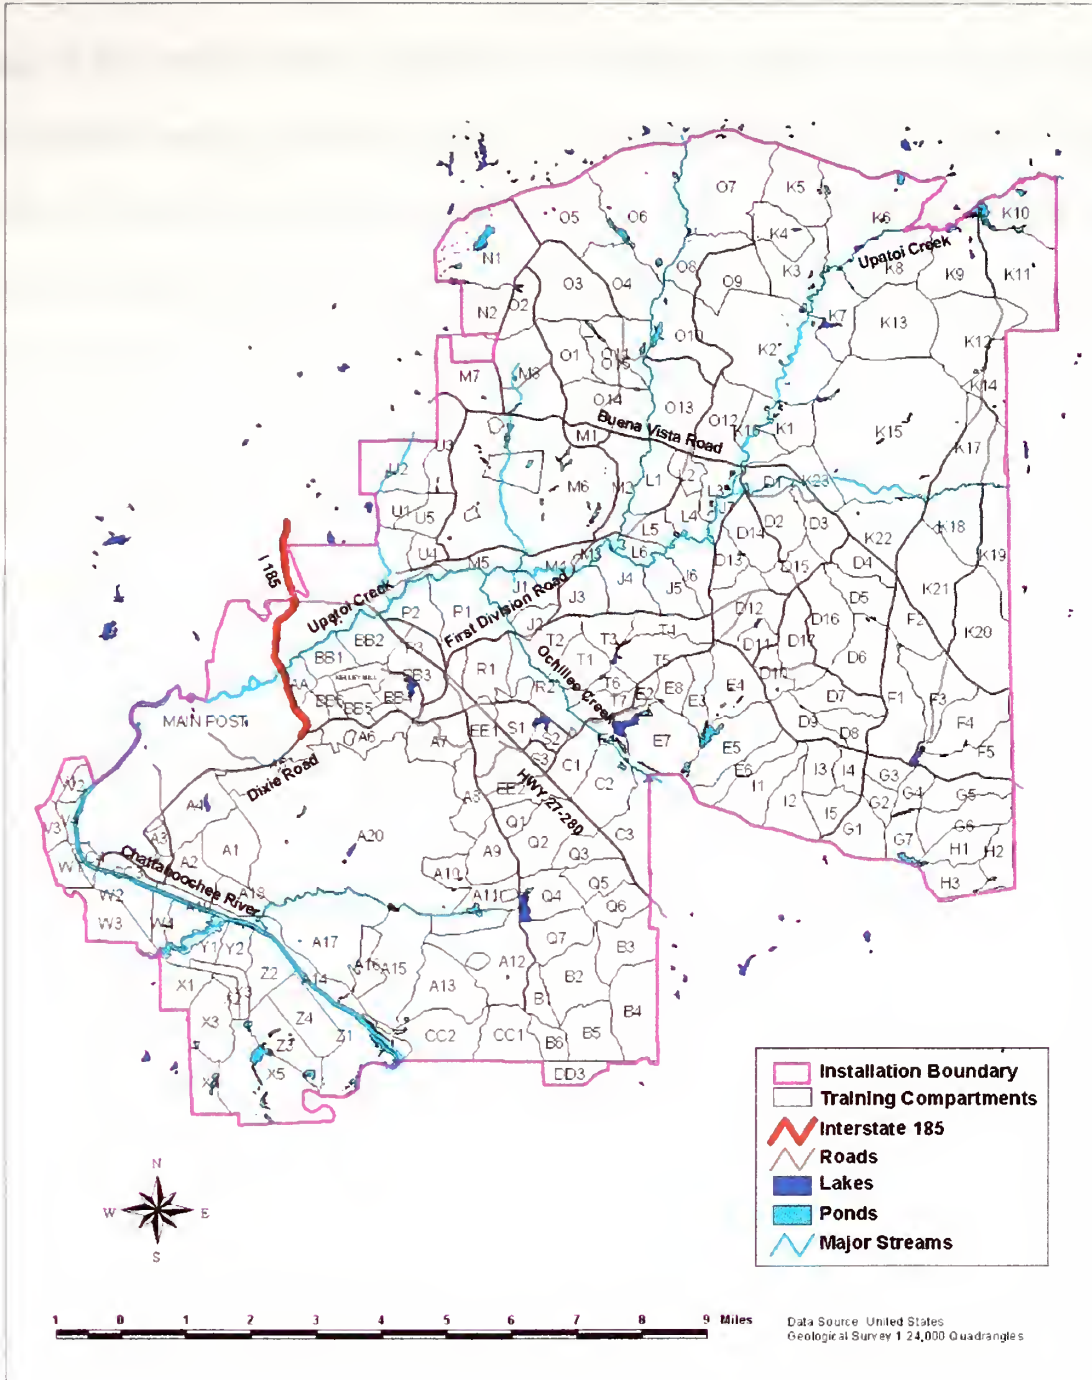 O7
K5
O5
O6
K6
K10
K4
N1
Upatoi Creek
O8
K3
K8
K9
K11
O3
O4
O9
O2
N2
K7
K13
O10
K2
K12
O1
M7
M8
K14
O14
O13
Buena Vista Road
O12
K1
K15
M1
U3
K17
U2
L1
L2
M6
D1
K23
U1
U5
L4
D2
D3
K18
L5
D14
K22
U4
L6
K19
M5
D13
D15
D4
I 185
J1
J4
J6
K21
Upatoi Creek
First Division Road
J3
J5
D5
P2
P1
D12
D16
F2
J2
K20
BB2
T2
T3
D11
D17
BB1
Ochillee Creek
T1
T5
D6
R1
AA
T6
D10
R2
E2
E8
E4
T7
E3
D7
F1
F3
BB5
MAIN POST
S1
D9
F4
A6
A7
EE1
S2
E7
E5
D8
F5
Dixie Road
C1
E6
I3
I4
G3
HWY 27-280
C2
I1
G4
G5
A4
I2
G2
Q1
I5
G1
G6
A3
A20
Q2
C3
G7
H1
H2
Chattahoochee River
A2
A1
A9
Q3
H3
A10
Q5
W2
A18
A11
Q4
Q6
W3
W4
Y1
Y2
A17
Q7
B3
A12
X1
Z2
A16
A15
A13
B2
A14
X3
Z4
B4
Z1
CC2
CC1
B6
B5
Z3
X5
DD3
Installation Boundary
Training Compartments
Interstate 185
Roads
Lakes
Ponds
Major Streams
N
W E
S
1 0 1 2 3 4 5 6 7 8 9 Miles
Data Source United States
Geological Survey 1 24,000 Quadrangles